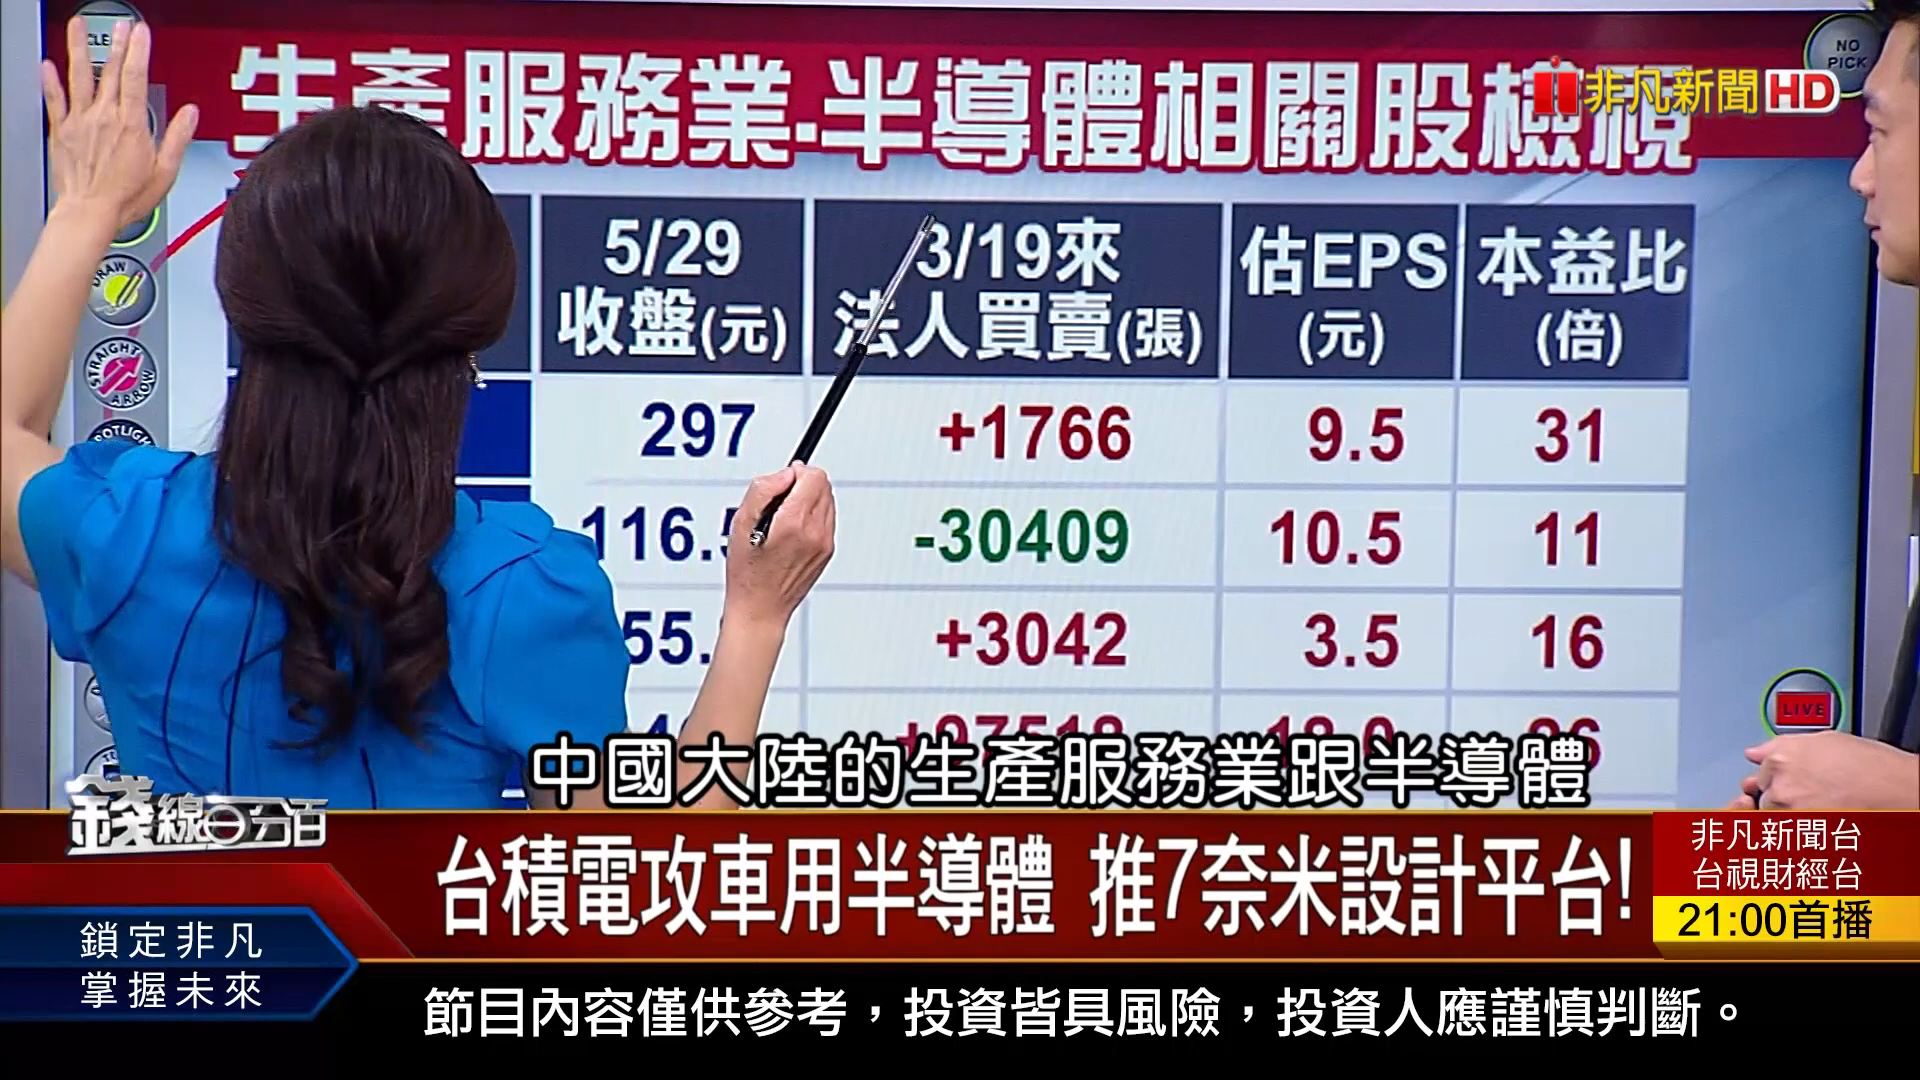 生產服務業·半導體相關股檢視
非凡新聞HD
NO PICK
5/29 收盤(元)
3/19來 法人買賣(張)
估EPS (元)
本益比 (倍)
297 +1766 9.5 31
116.5 -30409 10.5 11
55. +3042 3.5 16
DRAW
STRAIGHT ARROW
SPOTLIGH
LIVE
中國大陸的生產服務業跟半導體
錢線百分百
台積電攻車用半導體 推7奈米設計平台!
非凡新聞台
台視財經台
21:00首播
鎖定非凡
掌握未來
節目內容僅供參考，投資皆具風險，投資人應謹慎判斷。